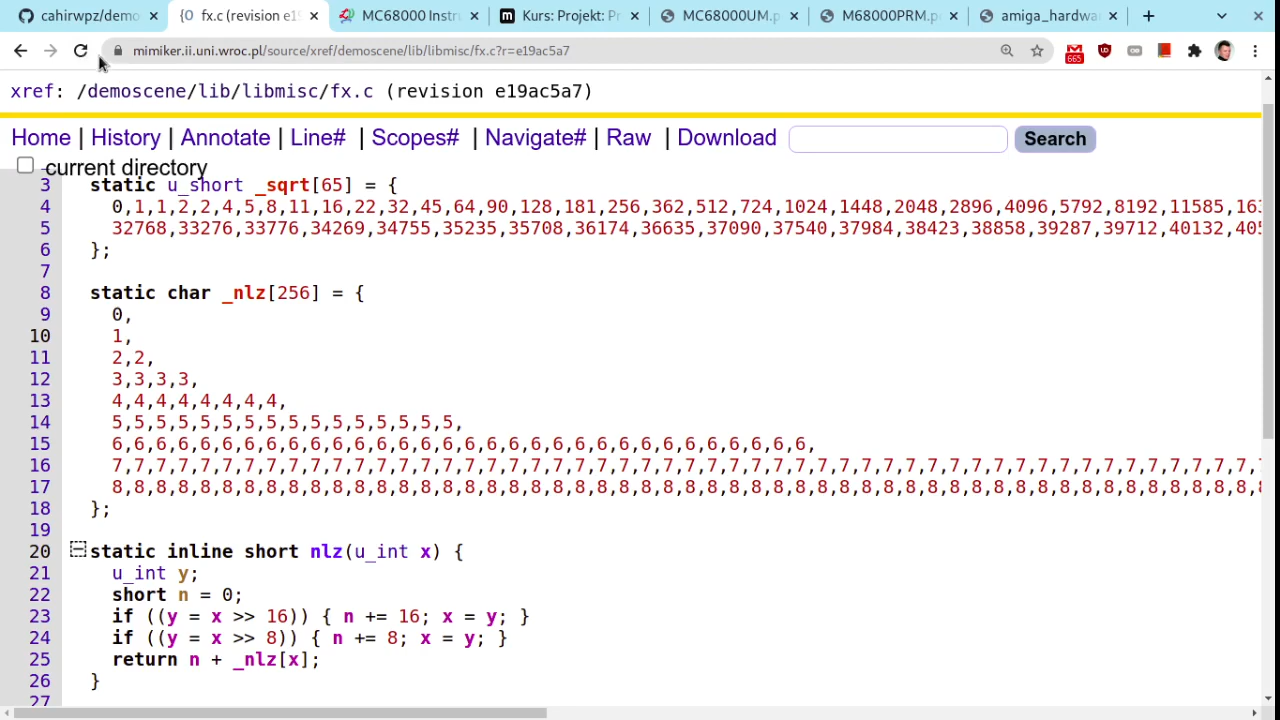 cahirwpz/demo
{0 fx.c (revision e19
MC68000 Instru
Kurs: Projekt: Pr
MC68000UM.p
M68000PRM.p
amiga_hardwa
mimiker.ii.uni.wroc.pl/source/xref/demoscene/lib/libmisc/fx.c?r=e19ac5a7
665
xref: /demoscene/lib/libmisc/fx.c (revision e19ac5a7)
Home | History | Annotate | Line# | Scopes# | Navigate# | Raw | Download Search
current directory
3 static u_short _sqrt[65] = {
4 0,1,1,2,2,4,5,8,11,16,22,32,45,64,90,128,181,256,362,512,724,1024,1448,2048,2896,4096,5792,8192,11585,163
5 32768,33276,33776,34269,34755,35235,35708,36174,36635,37090,37540,37984,38423,38858,39287,39712,40132,405
6 };
7
8 static char _nlz[256] = {
9 0,
10 1,
11 2,2,
12 3,3,3,3,
13 4,4,4,4,4,4,4,4,
14 5,5,5,5,5,5,5,5,5,5,5,5,5,5,5,5,
15 6,6,6,6,6,6,6,6,6,6,6,6,6,6,6,6,6,6,6,6,6,6,6,6,6,6,6,6,6,6,6,6,
16 7,7,7,7,7,7,7,7,7,7,7,7,7,7,7,7,7,7,7,7,7,7,7,7,7,7,7,7,7,7,7,7,7,7,7,7,7,7,7,7,7,7,7,7,7,7,7,7,7,7,7,7,7
17 8,8,8,8,8,8,8,8,8,8,8,8,8,8,8,8,8,8,8,8,8,8,8,8,8,8,8,8,8,8,8,8,8,8,8,8,8,8,8,8,8,8,8,8,8,8,8,8,8,8,8,8,8
18 };
19
20 static inline short nlz(u_int x) {
21 u_int y;
22 short n = 0;
23 if ((y = x >> 16)) { n += 16; x = y; }
24 if ((y = x >> 8)) { n += 8; x = y; }
25 return n + _nlz[x];
26 }
27